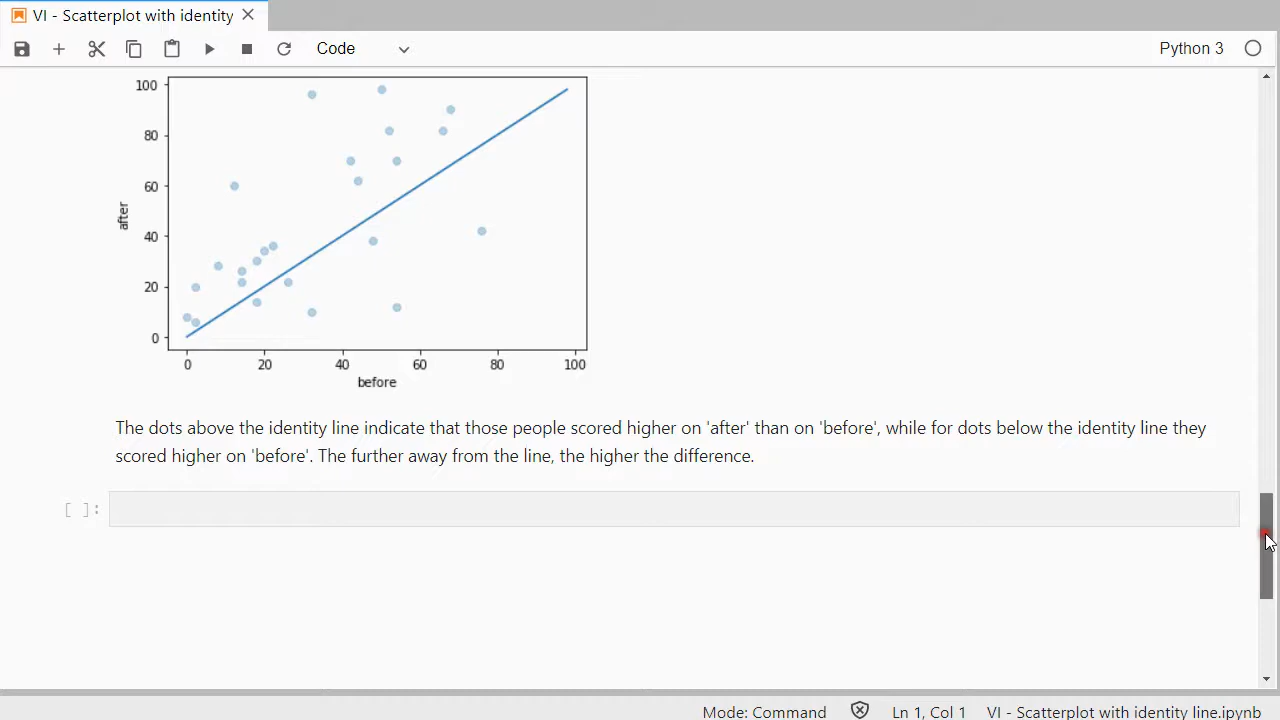 VI - Scatterplot with identity
Code
Python 3
100
80
60
40
20
0
after
0 20 40 60 80 100
before
The dots above the identity line indicate that those people scored higher on 'after' than on 'before', while for dots below the identity line they
scored higher on 'before'. The further away from the line, the higher the difference.
[ ]:
Mode: Command Ln 1, Col 1 VI - Scatterplot with identity line.ipynb